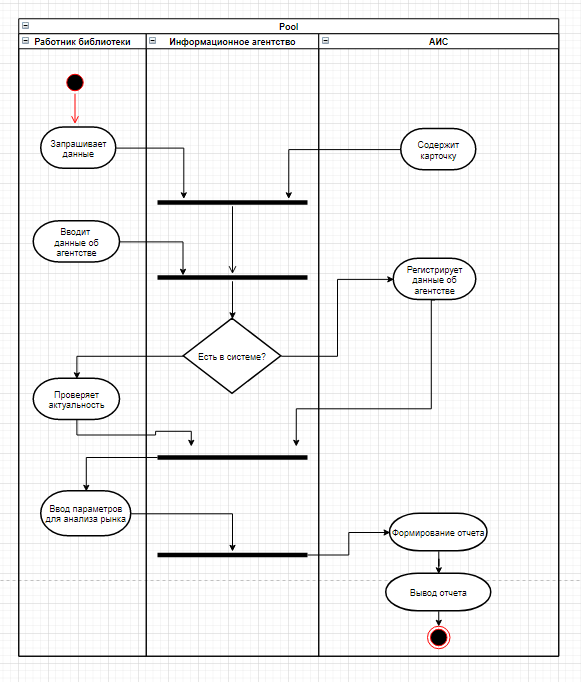 Pool
Работник библиотеки
Информационное агентство
АИС
Запрашивает
данные
Содержит
карточку
Вводит
данные об
агентстве
Регистрирует
данные об
агентстве
Есть в системе?
Проверяет
актуальность
Ввод параметров
для анализа рынка
Формирование отчета
Вывод отчета